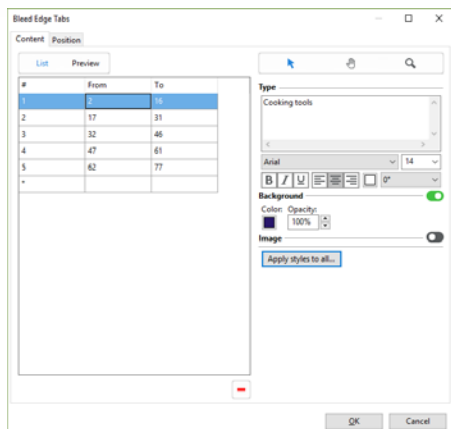 Bleed Edge Tabs
Content Position
List Preview
# From To
1 2 16
2 17 31
3 32 46
4 47 61
5 62 77
*
Type
Cooking tools
Arial 14
B I U 0°
Background
Color: Opacity:
100%
Image
Apply styles to all...
OK Cancel